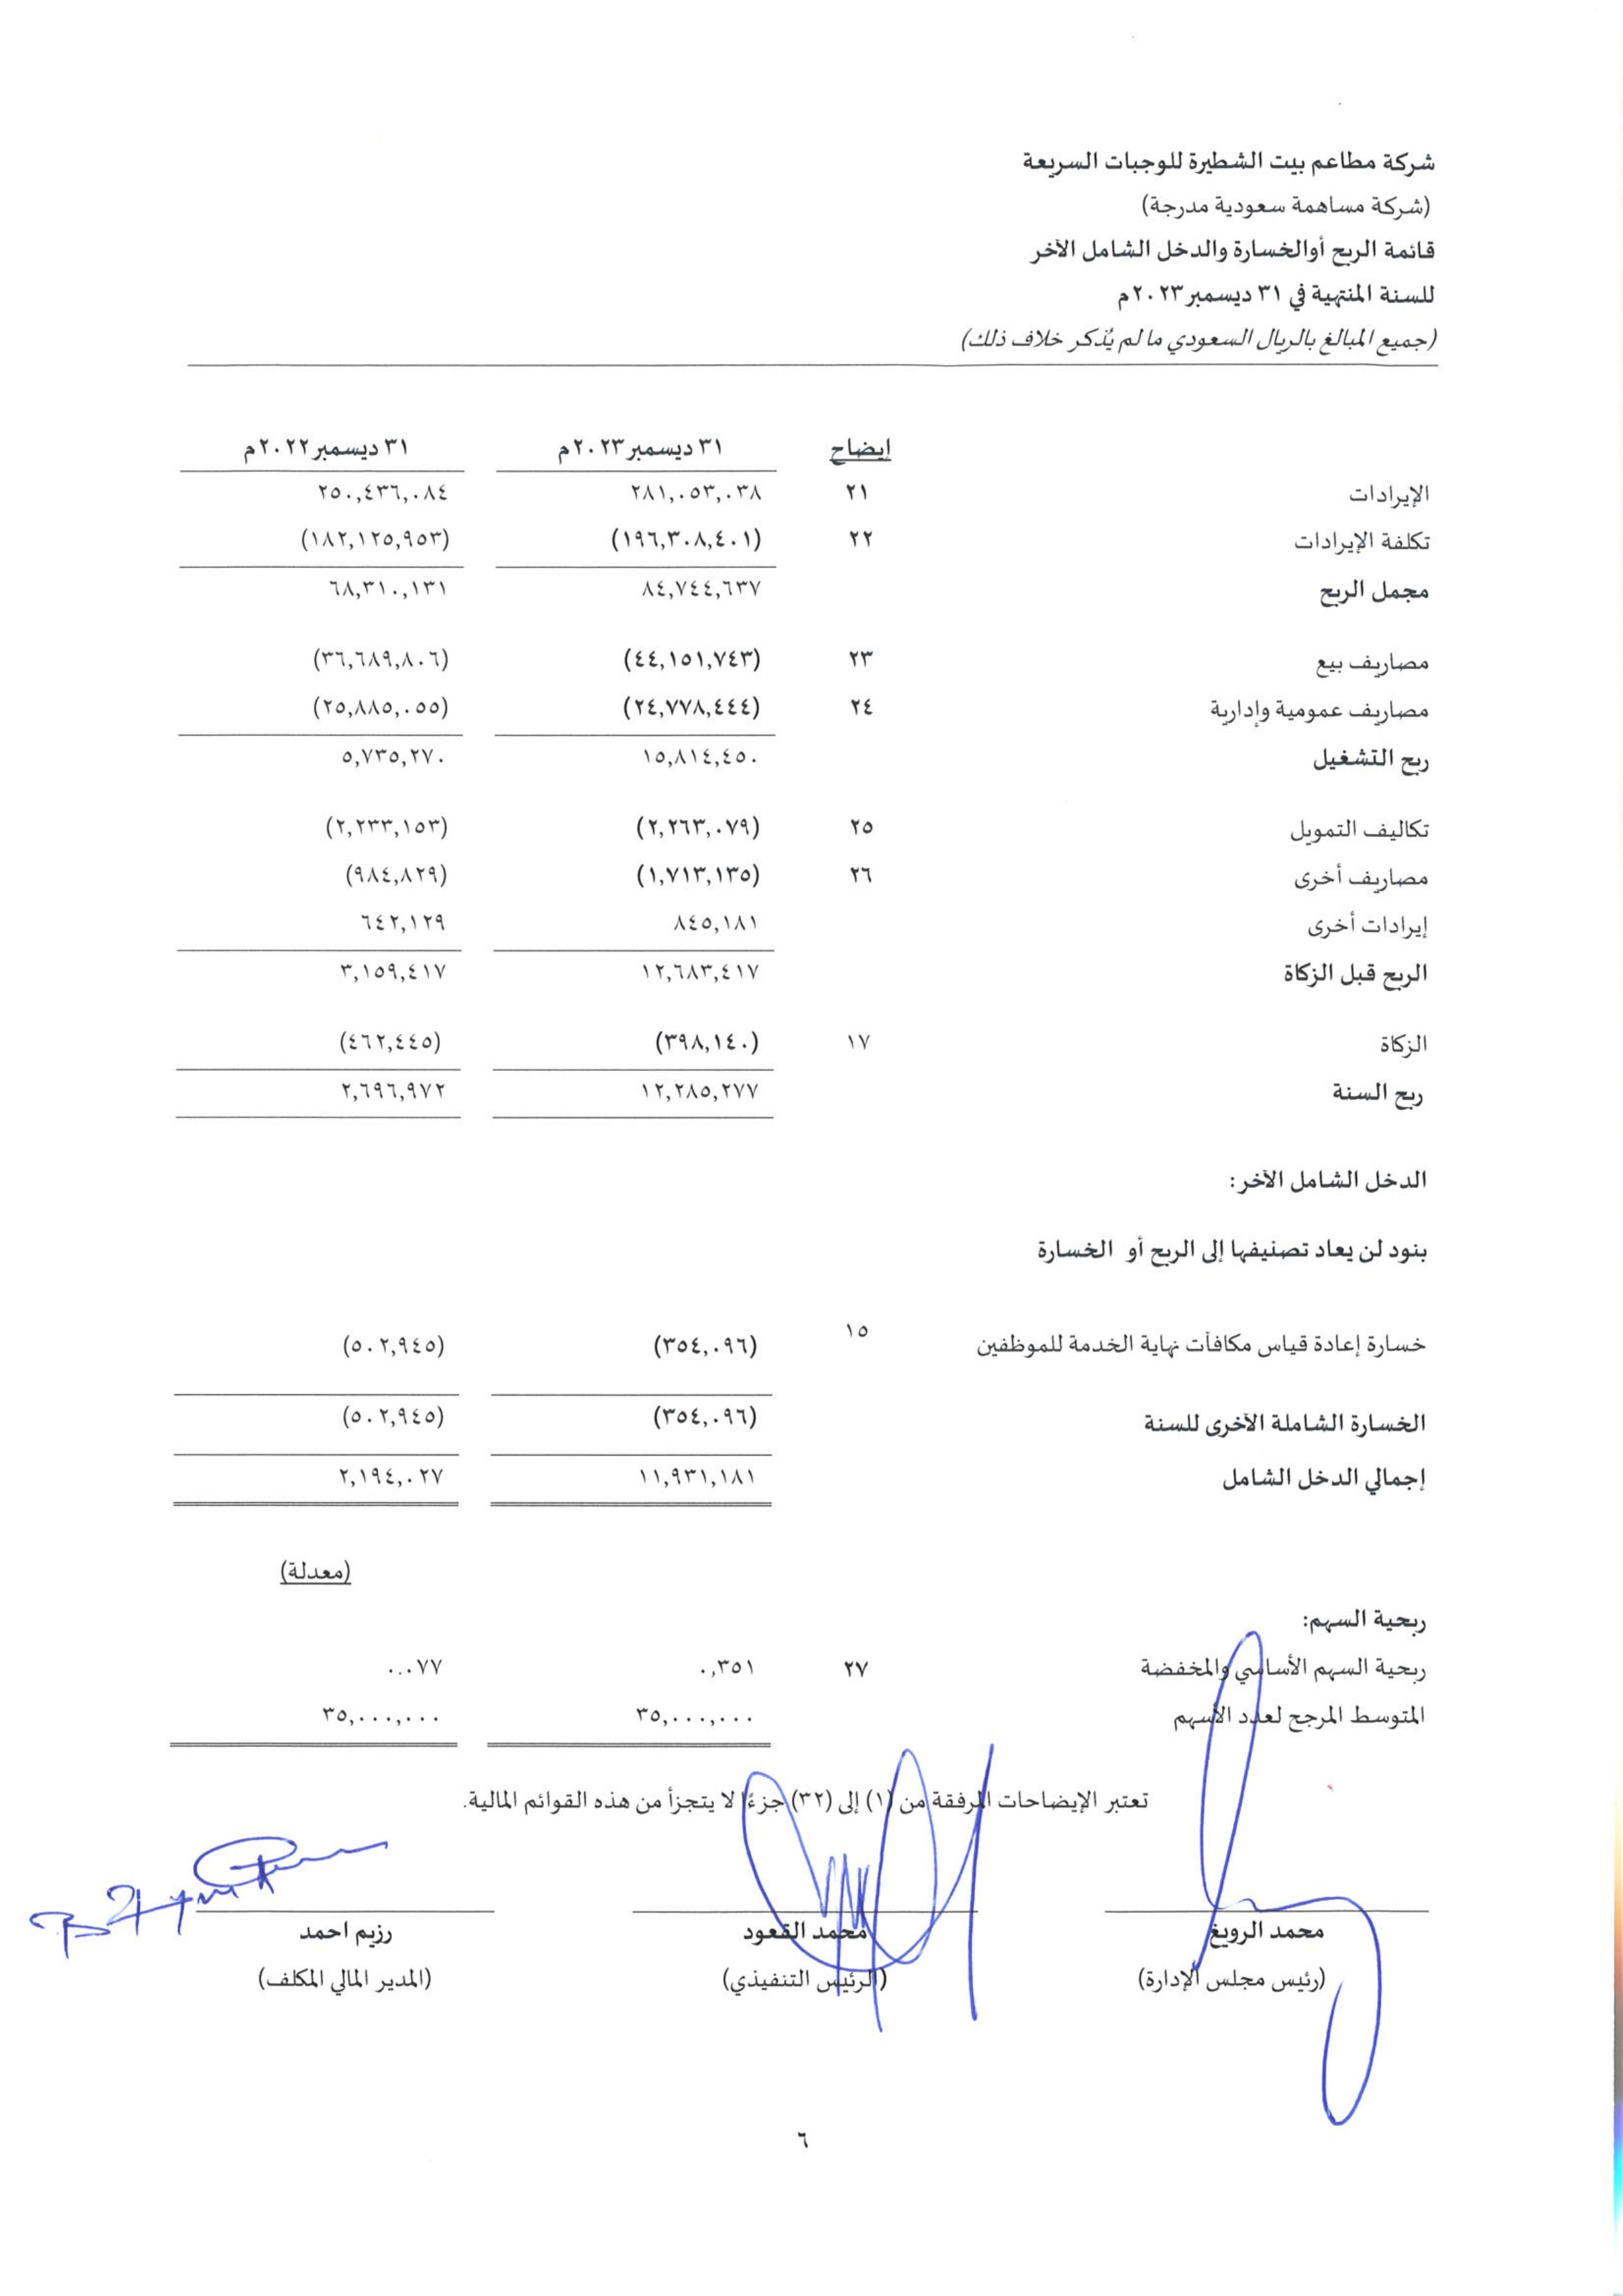 شركة مطاعم بيت الشطيرة للوجبات السريعة
(شركة مساهمة سعودية مدرجة)
قائمة الربح أوالخسارة والدخل الشامل الآخر
للسنة المنتهية في ٣١ ديسمبر ٢٠٢٣م
(جميع المبالغ بالريال السعودي ما لم يُذكر خلاف ذلك)
إيضاح ٣١ ديسمبر ٢٠٢٣م ٣١ ديسمبر ٢٠٢٢م
الإيرادات ٢١ ٢٨١,٠٥٣,٠٣٨ ٢٥٠,٤٣٦,٠٨٤
تكلفة الإيرادات ٢٢ (١٩٦,٣٠٨,٤٠١) (١٨٢,١٢٥,٩٥٣)
مجمل الربح ٨٤,٧٤٤,٦٣٧ ٦٨,٣١٠,١٣١
مصاريف بيع ٢٣ (٤٤,١٥١,٧٤٣) (٣٦,٦٨٩,٨٠٦)
مصاريف عمومية وإدارية ٢٤ (٢٤,٧٧٨,٤٤٤) (٢٥,٨٨٥,٠٥٥)
ربح التشغيل ١٥,٨١٤,٤٥٠ ٥,٧٣٥,٢٧٠
تكاليف التمويل ٢٥ (٢,٢٦٣,٠٧٩) (٢,٢٣٣,١٥٣)
مصاريف أخرى ٢٦ (١,٧١٣,١٣٥) (٩٨٤,٨٢٩)
إيرادات أخرى ٨٤٥,١٨١ ٦٤٢,١٢٩
الربح قبل الزكاة ١٢,٦٨٣,٤١٧ ٣,١٥٩,٤١٧
الزكاة ١٧ (٣٩٨,١٤٠) (٤٦٢,٤٤٥)
ربح السنة ١٢,٢٨٥,٢٧٧ ٢,٦٩٦,٩٧٢
الدخل الشامل الآخر:
بنود لن يعاد تصنيفها إلى الربح أو الخسارة
خسارة إعادة قياس مكافآت نهاية الخدمة للموظفين ١٥ (٣٥٤,٠٩٦) (٥٠٢,٩٤٥)
الخسارة الشاملة الآخرى للسنة (٣٥٤,٠٩٦) (٥٠٢,٩٤٥)
إجمالي الدخل الشامل ١١,٩٣١,١٨١ ٢,١٩٤,٠٢٧
(معدلة)
ربحية السهم:
ربحية السهم الأساسي والمخفضة ٢٧ ٠,٣٥١ ٠.٠٧٧
المتوسط المرجح لعدد الأسهم ٣٥,٠٠٠,٠٠٠ ٣٥,٠٠٠,٠٠٠
تعتبر الإيضاحات المرفقة من (١) إلى (٣٢) جزءًا لا يتجزأ من هذه القوائم المالية.
محمد الرويغ محمد القعود رزيم احمد
(رئيس مجلس الإدارة) (الرئيس التنفيذي) (المدير المالي المكلف)
٦